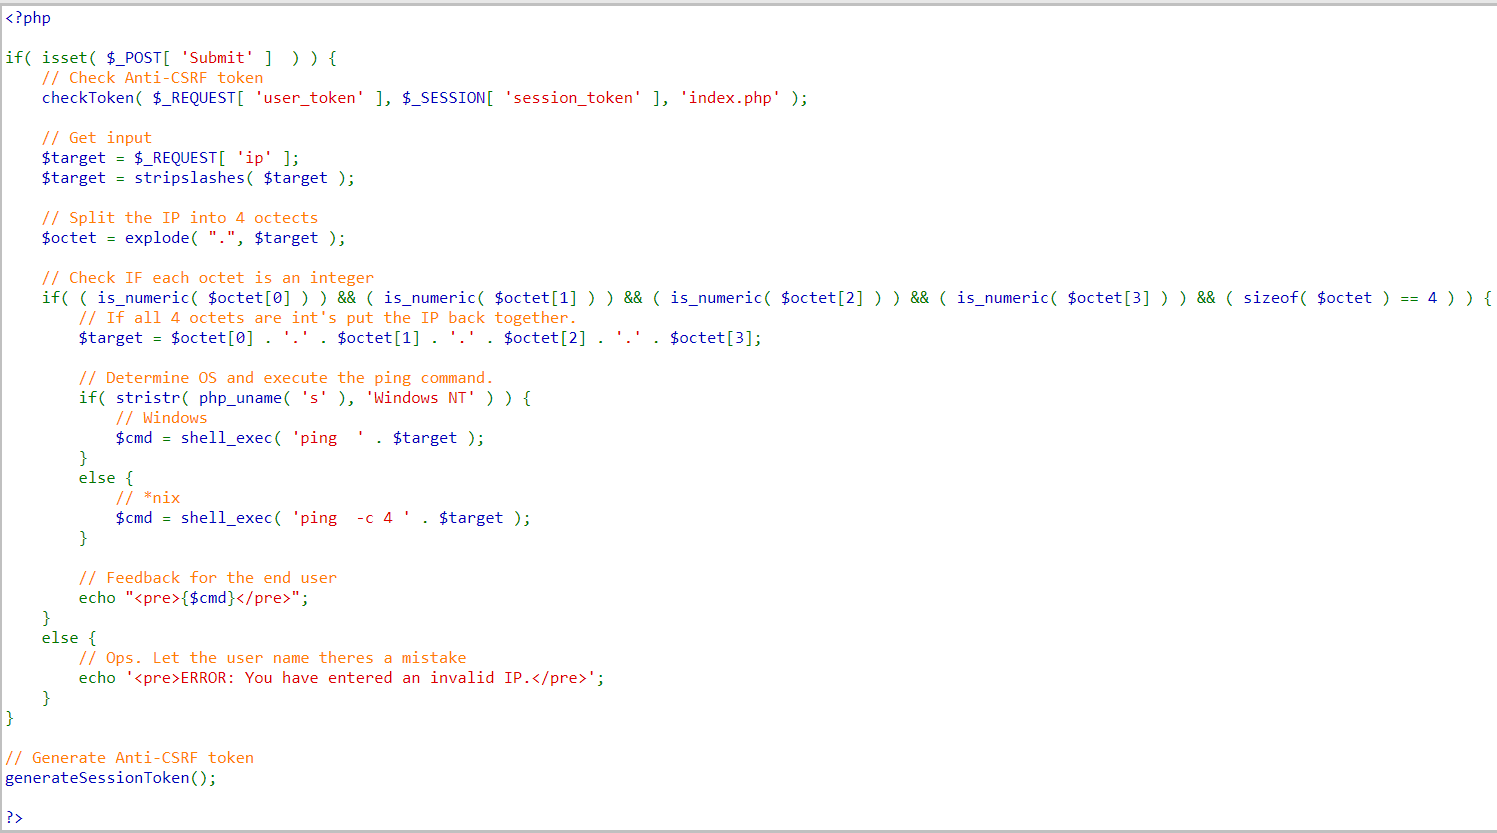 <?php

if( isset( $_POST[ 'Submit' ]  ) ) {
    // Check Anti-CSRF token
    checkToken( $_REQUEST[ 'user_token' ], $_SESSION[ 'session_token' ], 'index.php' );

    // Get input
    $target = $_REQUEST[ 'ip' ];
    $target = stripslashes( $target );

    // Split the IP into 4 octects
    $octet = explode( ".", $target );

    // Check IF each octet is an integer
    if( ( is_numeric( $octet[0] ) ) && ( is_numeric( $octet[1] ) ) && ( is_numeric( $octet[2] ) ) && ( is_numeric( $octet[3] ) ) && ( sizeof( $octet ) == 4 ) ) {
        // If all 4 octets are int's put the IP back together.
        $target = $octet[0] . '.' . $octet[1] . '.' . $octet[2] . '.' . $octet[3];

        // Determine OS and execute the ping command.
        if( stristr( php_uname( 's' ), 'Windows NT' ) ) {
            // Windows
            $cmd = shell_exec( 'ping  ' . $target );
        }
        else {
            // *nix
            $cmd = shell_exec( 'ping  -c 4 ' . $target );
        }

        // Feedback for the end user
        echo "<pre>{$cmd}</pre>";
    }
    else {
        // Ops. Let the user name theres a mistake
        echo '<pre>ERROR: You have entered an invalid IP.</pre>';
    }
}

// Generate Anti-CSRF token
generateSessionToken();

?>